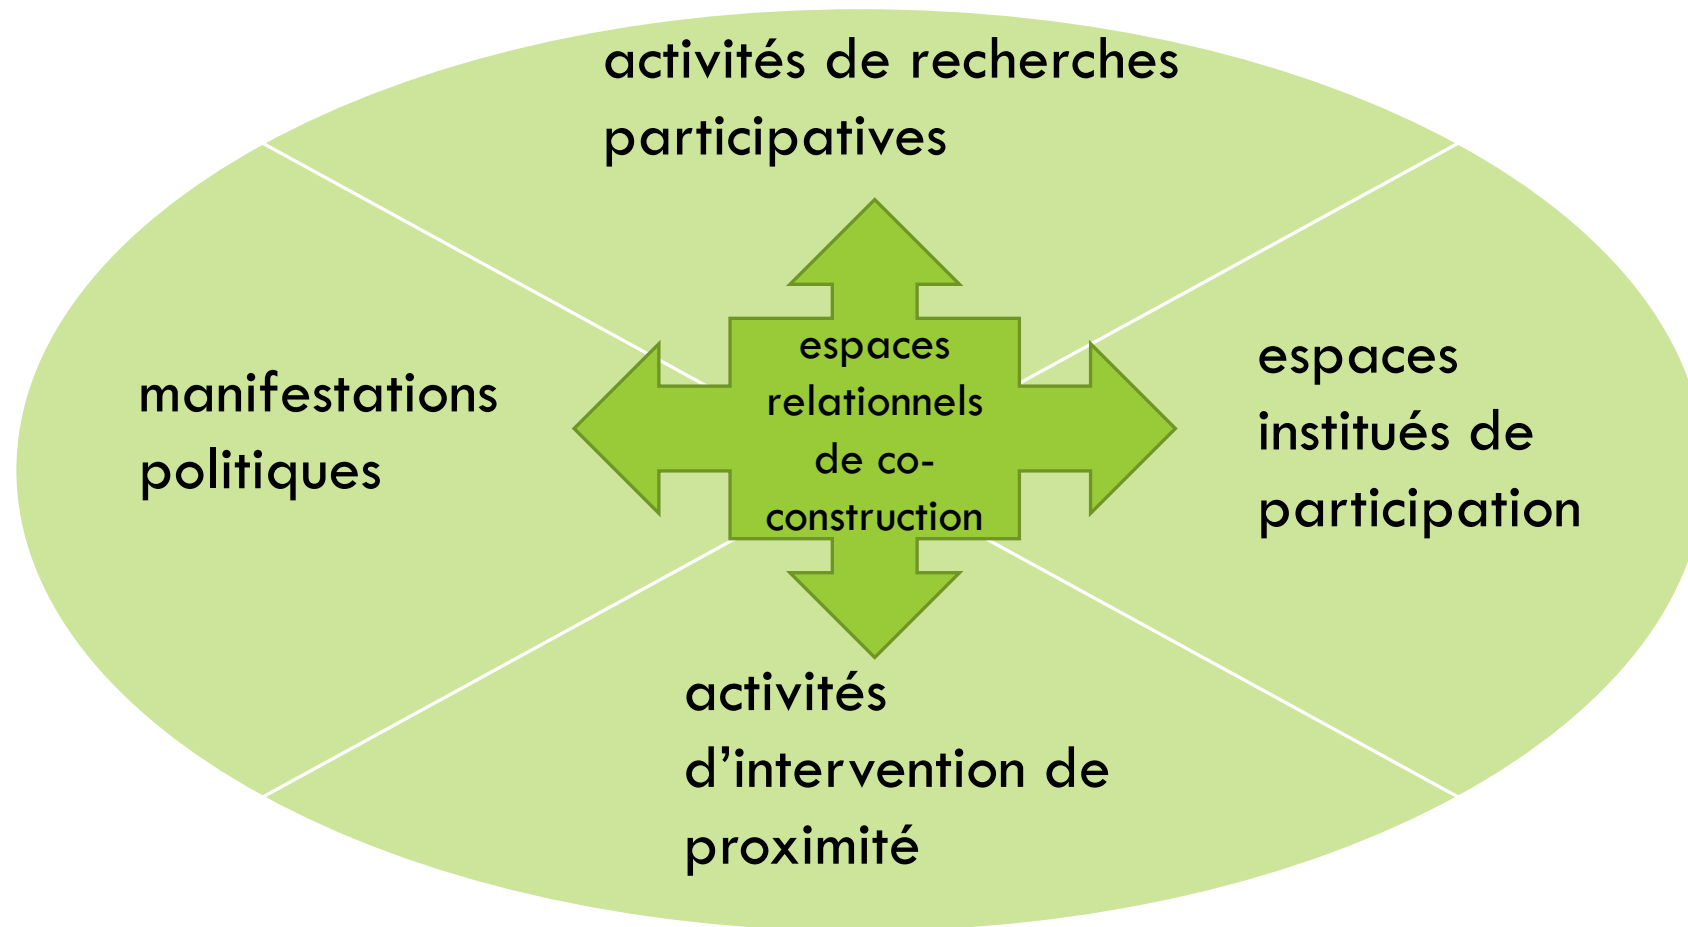 activités de recherches
participatives
manifestations
politiques
espaces
relationnels
de co-
construction
espaces
institués de
participation
activités
d’intervention de
proximité